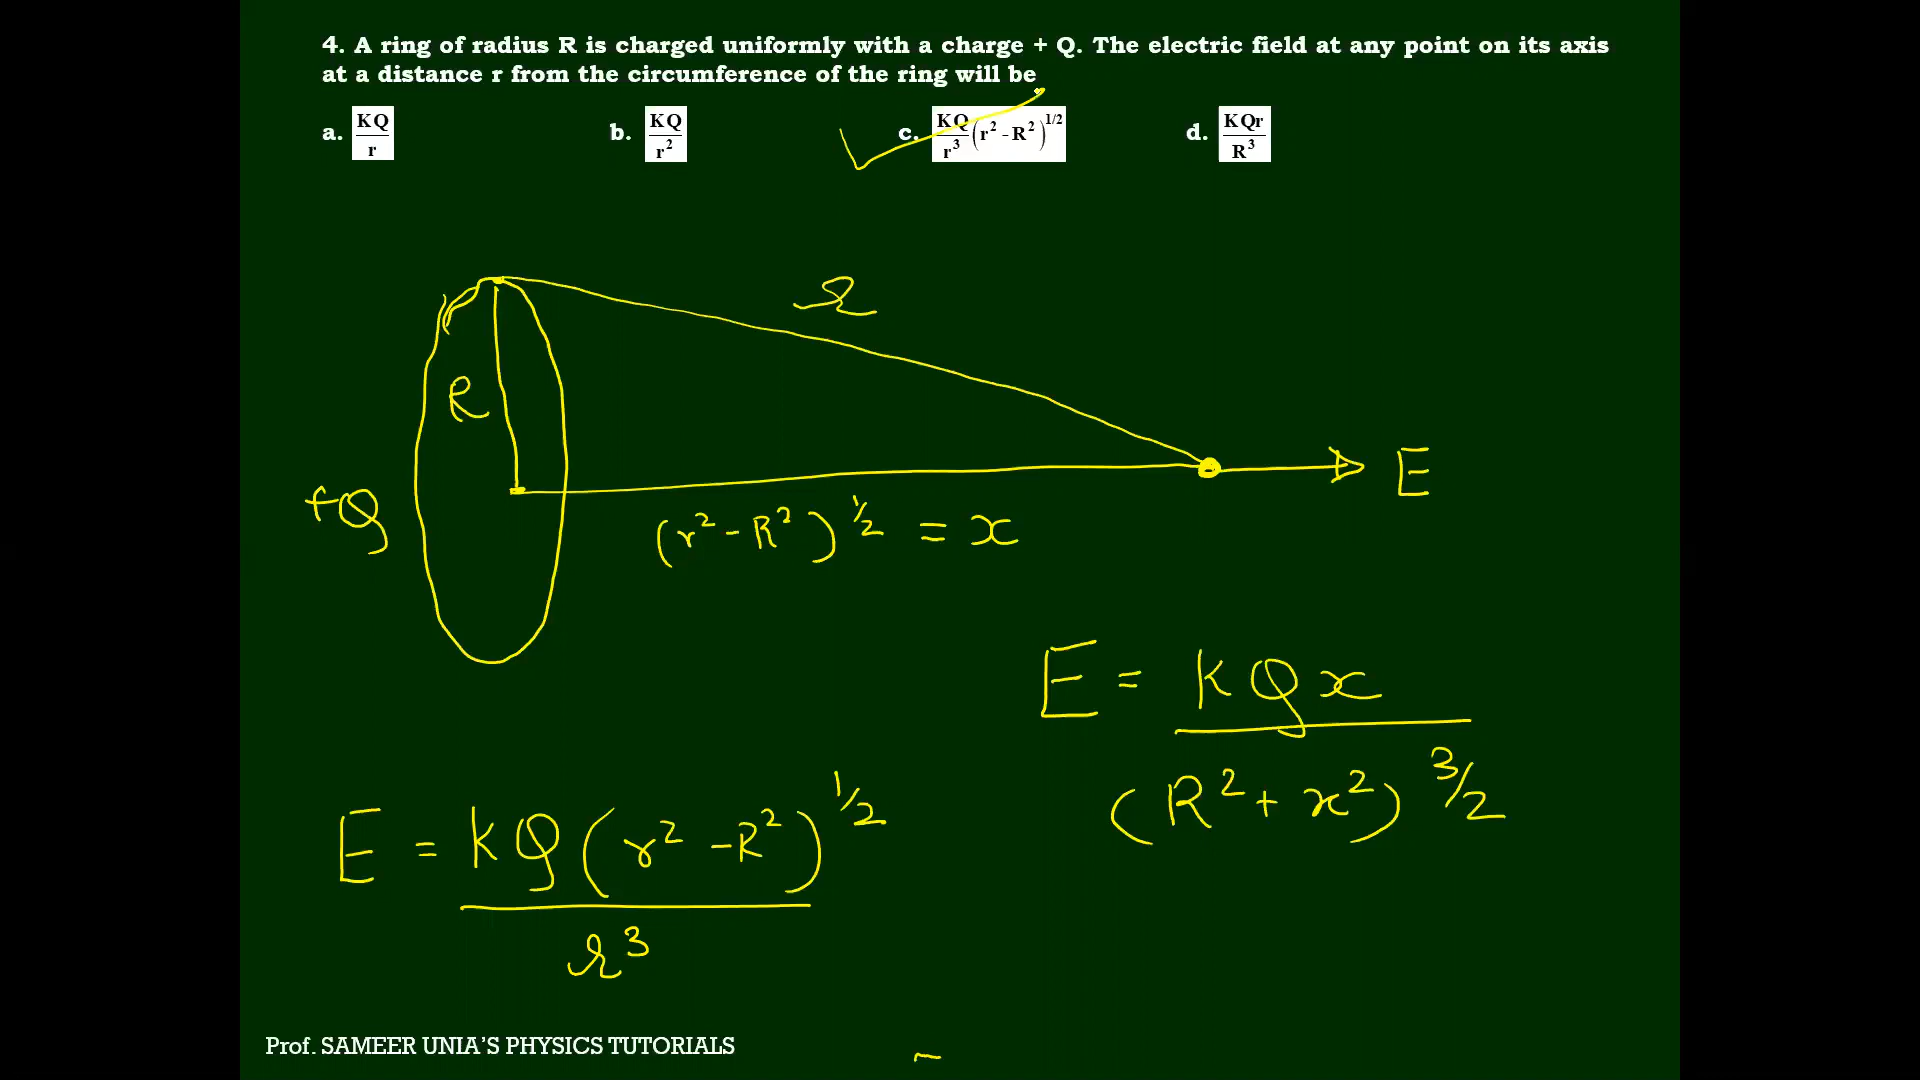 4. A ring of radius R is charged uniformly with a charge + Q. The electric field at any point on its axis
at a distance r from the circumference of the ring will be
a. KQ/r b. KQ/r² c. KQ/r³ (r² - R²)^1/2 d. KQr/R³
r
R
E
+Q
(r² - R²)^½ = x
E = KQx / (R² + x²)^3/2
E = KQ(r² - R²)^½ / r³
Prof. SAMEER UNIA'S PHYSICS TUTORIALS